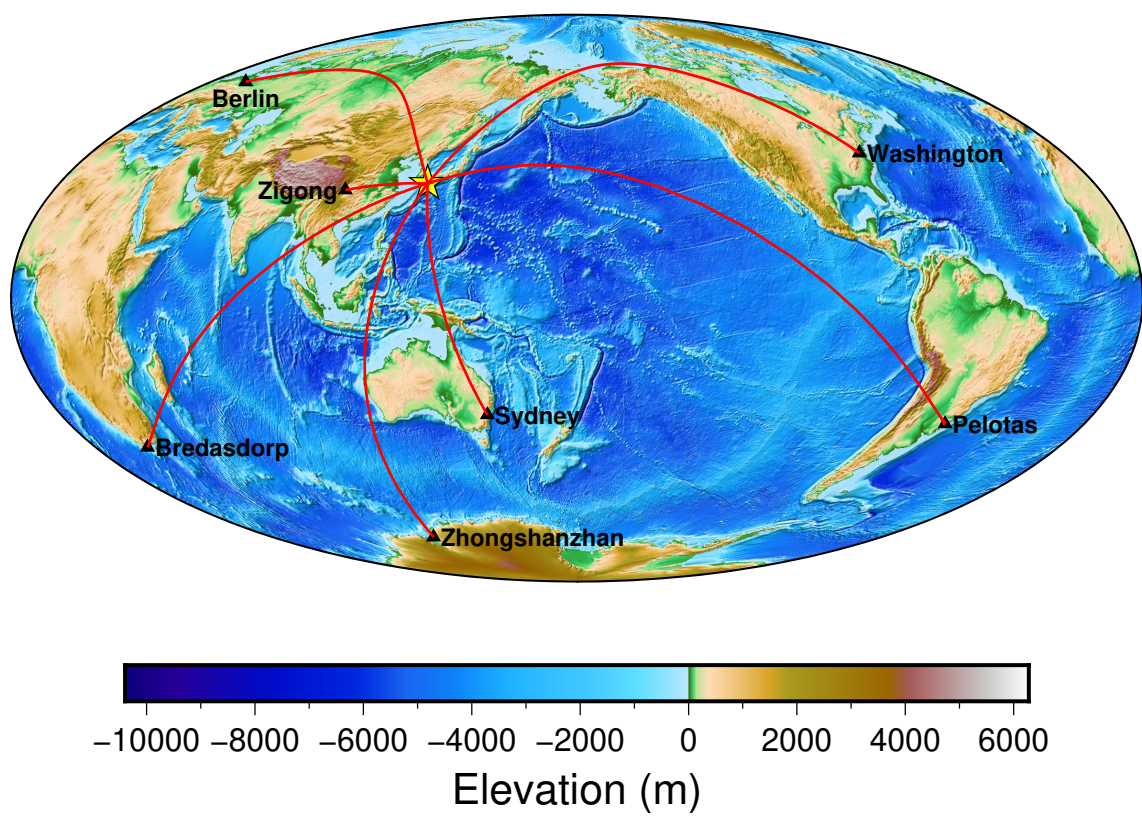 Berlin
Washington
Zigong
Sydney
Pelotas
Bredasdorp
Zhongshanzhan
−10000 −8000 −6000 −4000 −2000 0 2000 4000 6000
Elevation (m)